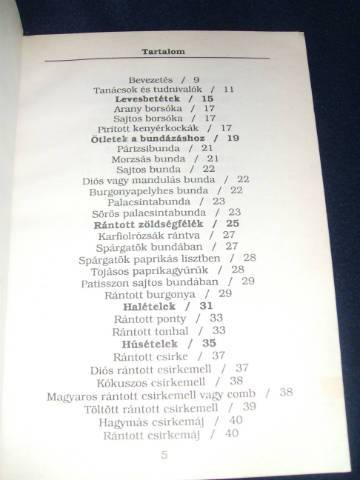 Tartalom
Bevezetés / 9
Tanácsok és tudnivalók / 11
Levesbetétek / 15
Arany borsóka / 17
Sajtos borsóka / 17
Pirított kenyérkockák / 17
Ötletek a bundázáshoz / 19
Párizsibunda / 21
Morzsás bunda / 21
Sajtos bunda / 22
Diós vagy mandulás bunda / 22
Burgonyapelyhes bunda / 22
Palacsintabunda / 23
Sörös palacsintabunda / 23
Rántott zöldségfélék / 25
Karfiolrózsák rántva / 27
Spárgatök bundában / 27
Spárgatök paprikás lisztben / 28
Tojásos paprikagyűrűk / 28
Patisszon sajtos bundában / 29
Rántott burgonya / 29
Halételek / 31
Rántott ponty / 33
Rántott tonhal / 33
Húsételek / 35
Rántott csirke / 37
Diós rántott csirkemell / 37
Kókuszos csirkemell / 38
Magyaros rántott csirkemell vagy comb / 38
Töltött rántott csirkemell / 39
Hagymás csirkemáj / 40
Rántott csirkemáj / 40
5